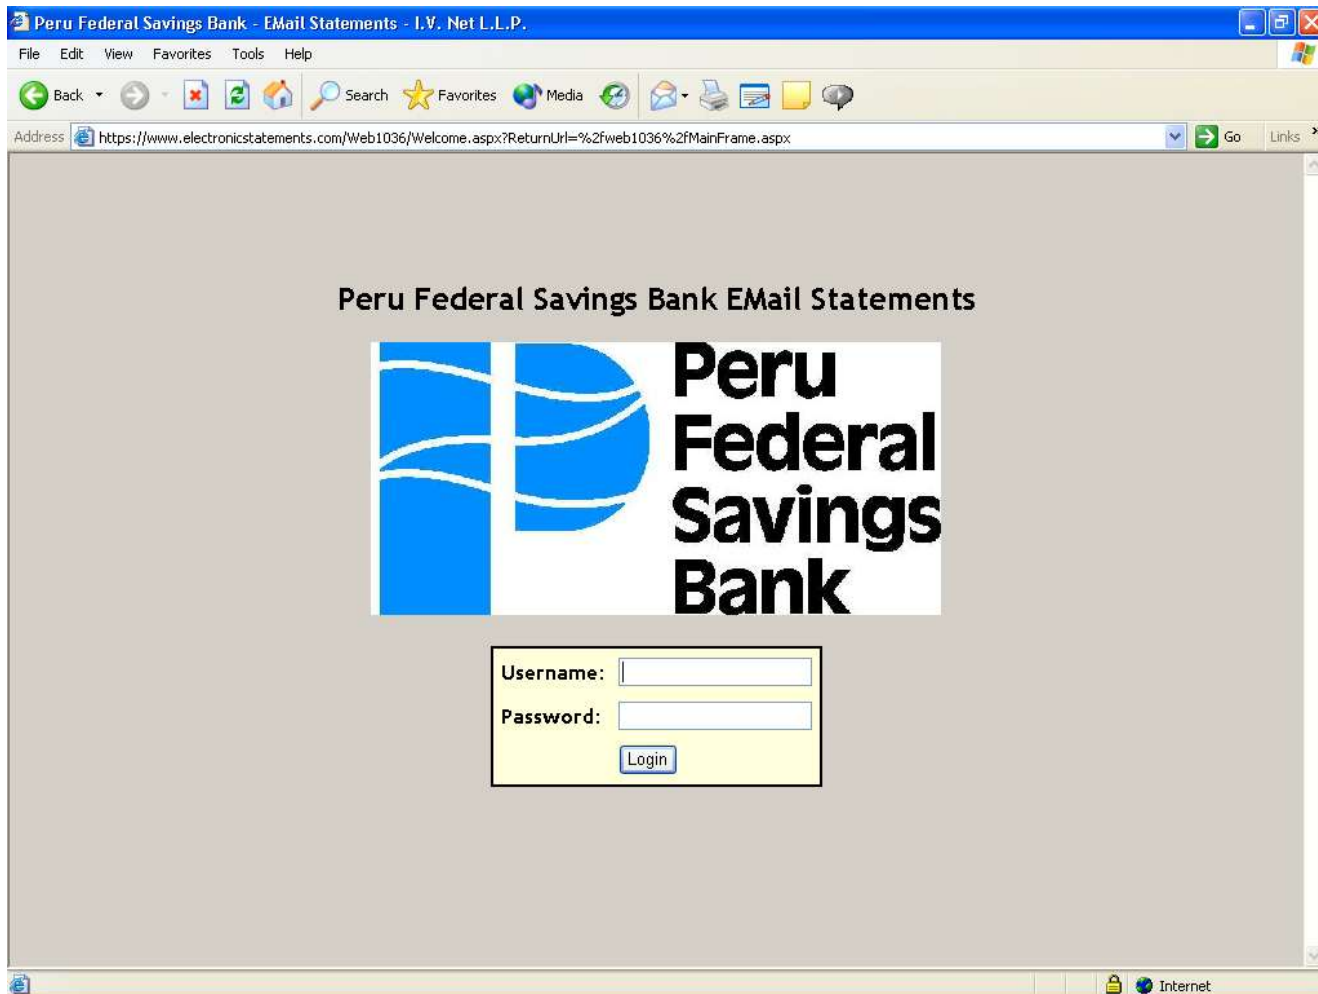 Peru Federal Savings Bank - EMail Statements - I.V. Net L.L.P.
File Edit View Favorites Tools Help
Back Search Favorites Media
Address https://www.electronicstatements.com/Web1036/Welcome.aspx?ReturnUrl=%2fweb1036%2fMainFrame.aspx Go Links
Peru Federal Savings Bank EMail Statements
Peru
Federal
Savings
Bank
Username:
Password:
Login
Internet